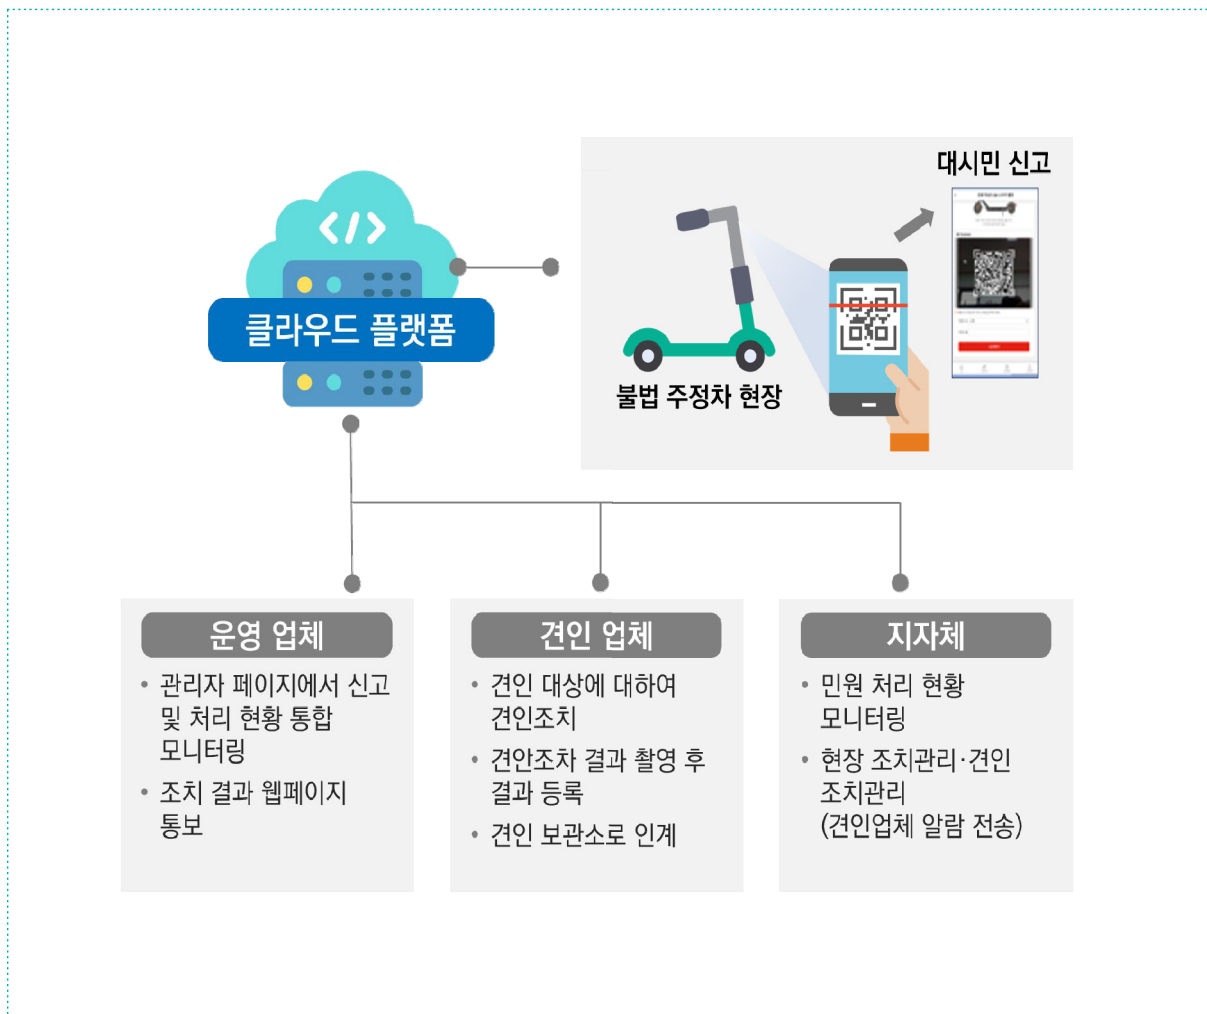 대시민 신고
</>
클라우드 플랫폼
불법 주정차 현장
운영 업체
• 관리자 페이지에서 신고
및 처리 현황 통합
모니터링
• 조치 결과 웹페이지
통보
견인 업체
• 견인 대상에 대하여
견인조치
• 견안조차 결과 촬영 후
결과 등록
• 견인 보관소로 인계
지자체
• 민원 처리 현황
모니터링
• 현장 조치관리·견인
조치관리
(견인업체 알람 전송)